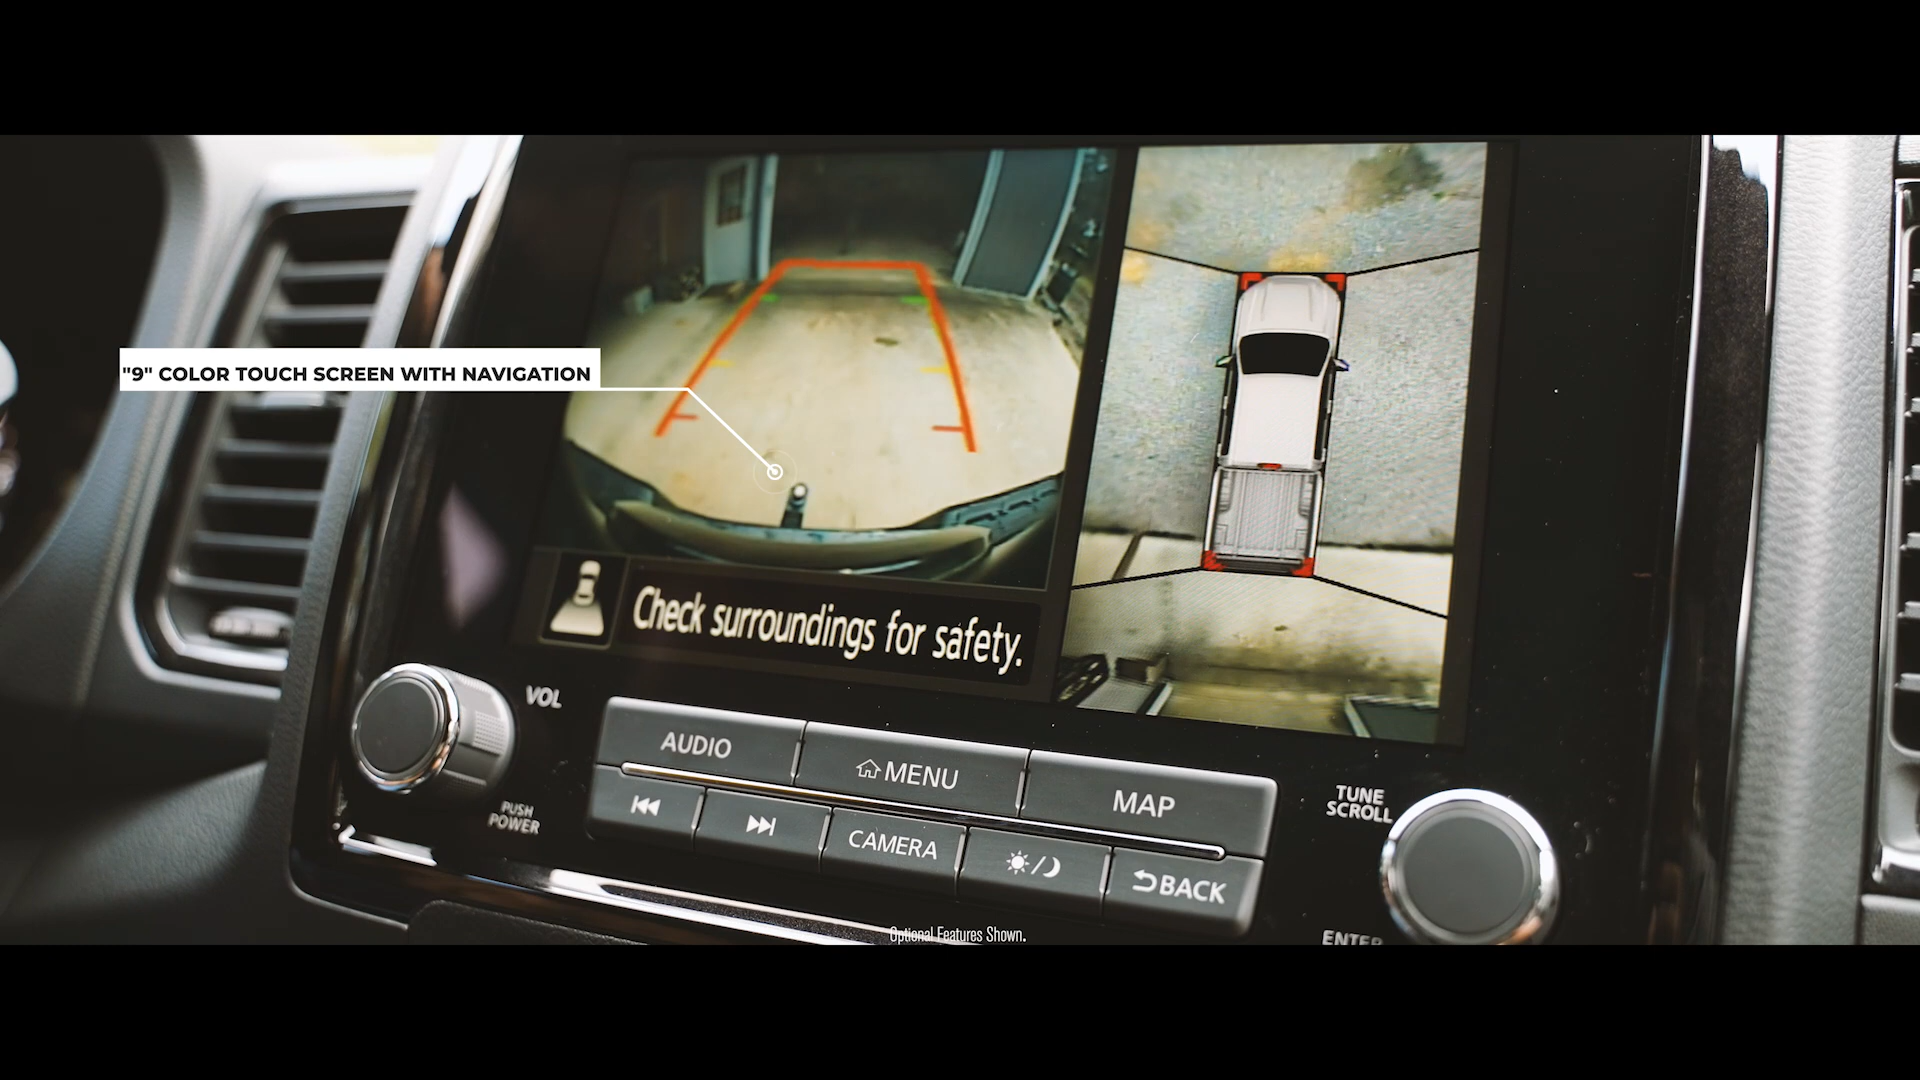 "9" COLOR TOUCH SCREEN WITH NAVIGATION
Check surroundings for safety.
VOL
PUSH
POWER
AUDIO
MENU
MAP
CAMERA
BACK
TUNE
SCROLL
ENTER
Optional Features Shown.